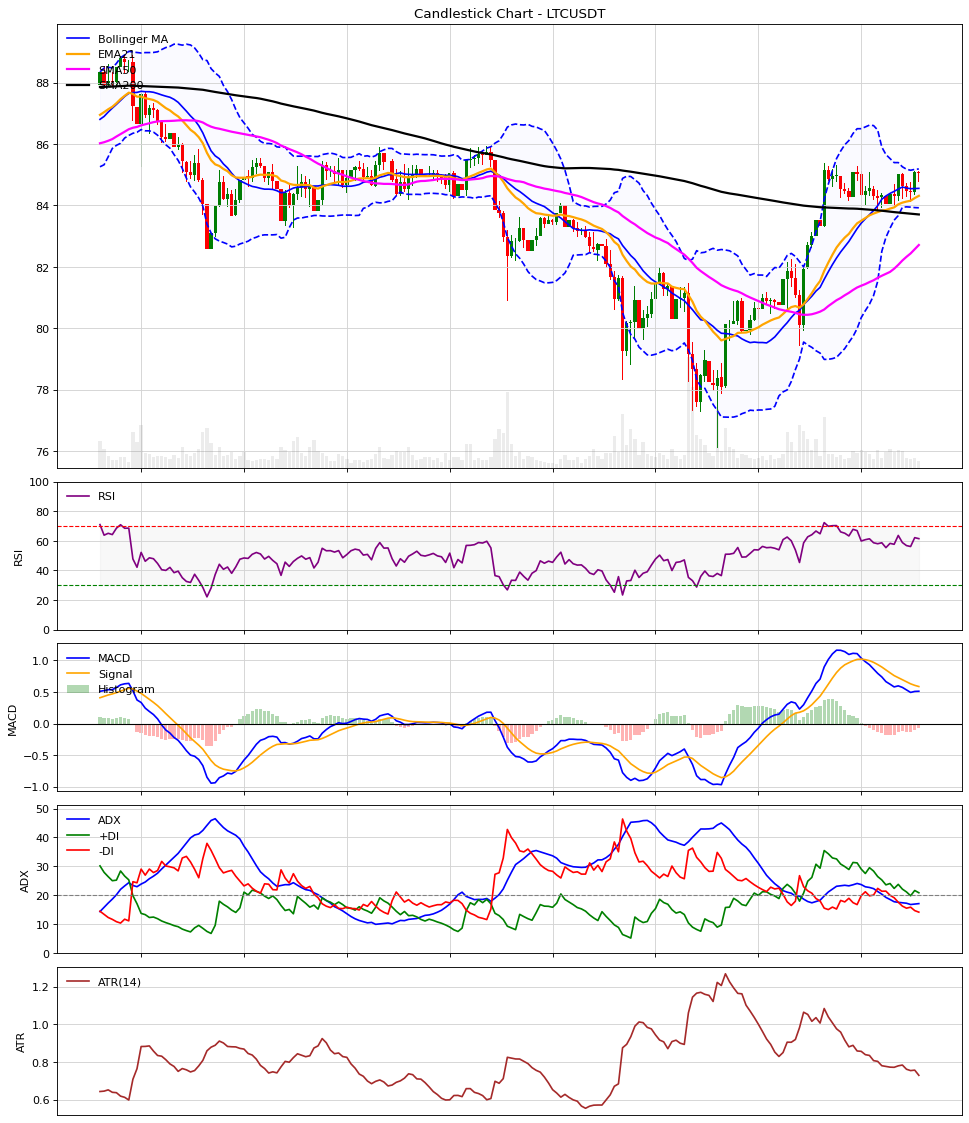 Candlestick Chart - LTCUSDT
Bollinger MA
EMA21
SMA50
SMA200
88
86
84
82
80
78
76
100
80
60
40
20
0
RSI
RSI
1.0
0.5
0.0
−0.5
−1.0
MACD
MACD
Signal
Histogram
50
40
30
20
10
0
ADX
ADX
+DI
-DI
1.2
1.0
0.8
0.6
ATR
ATR(14)